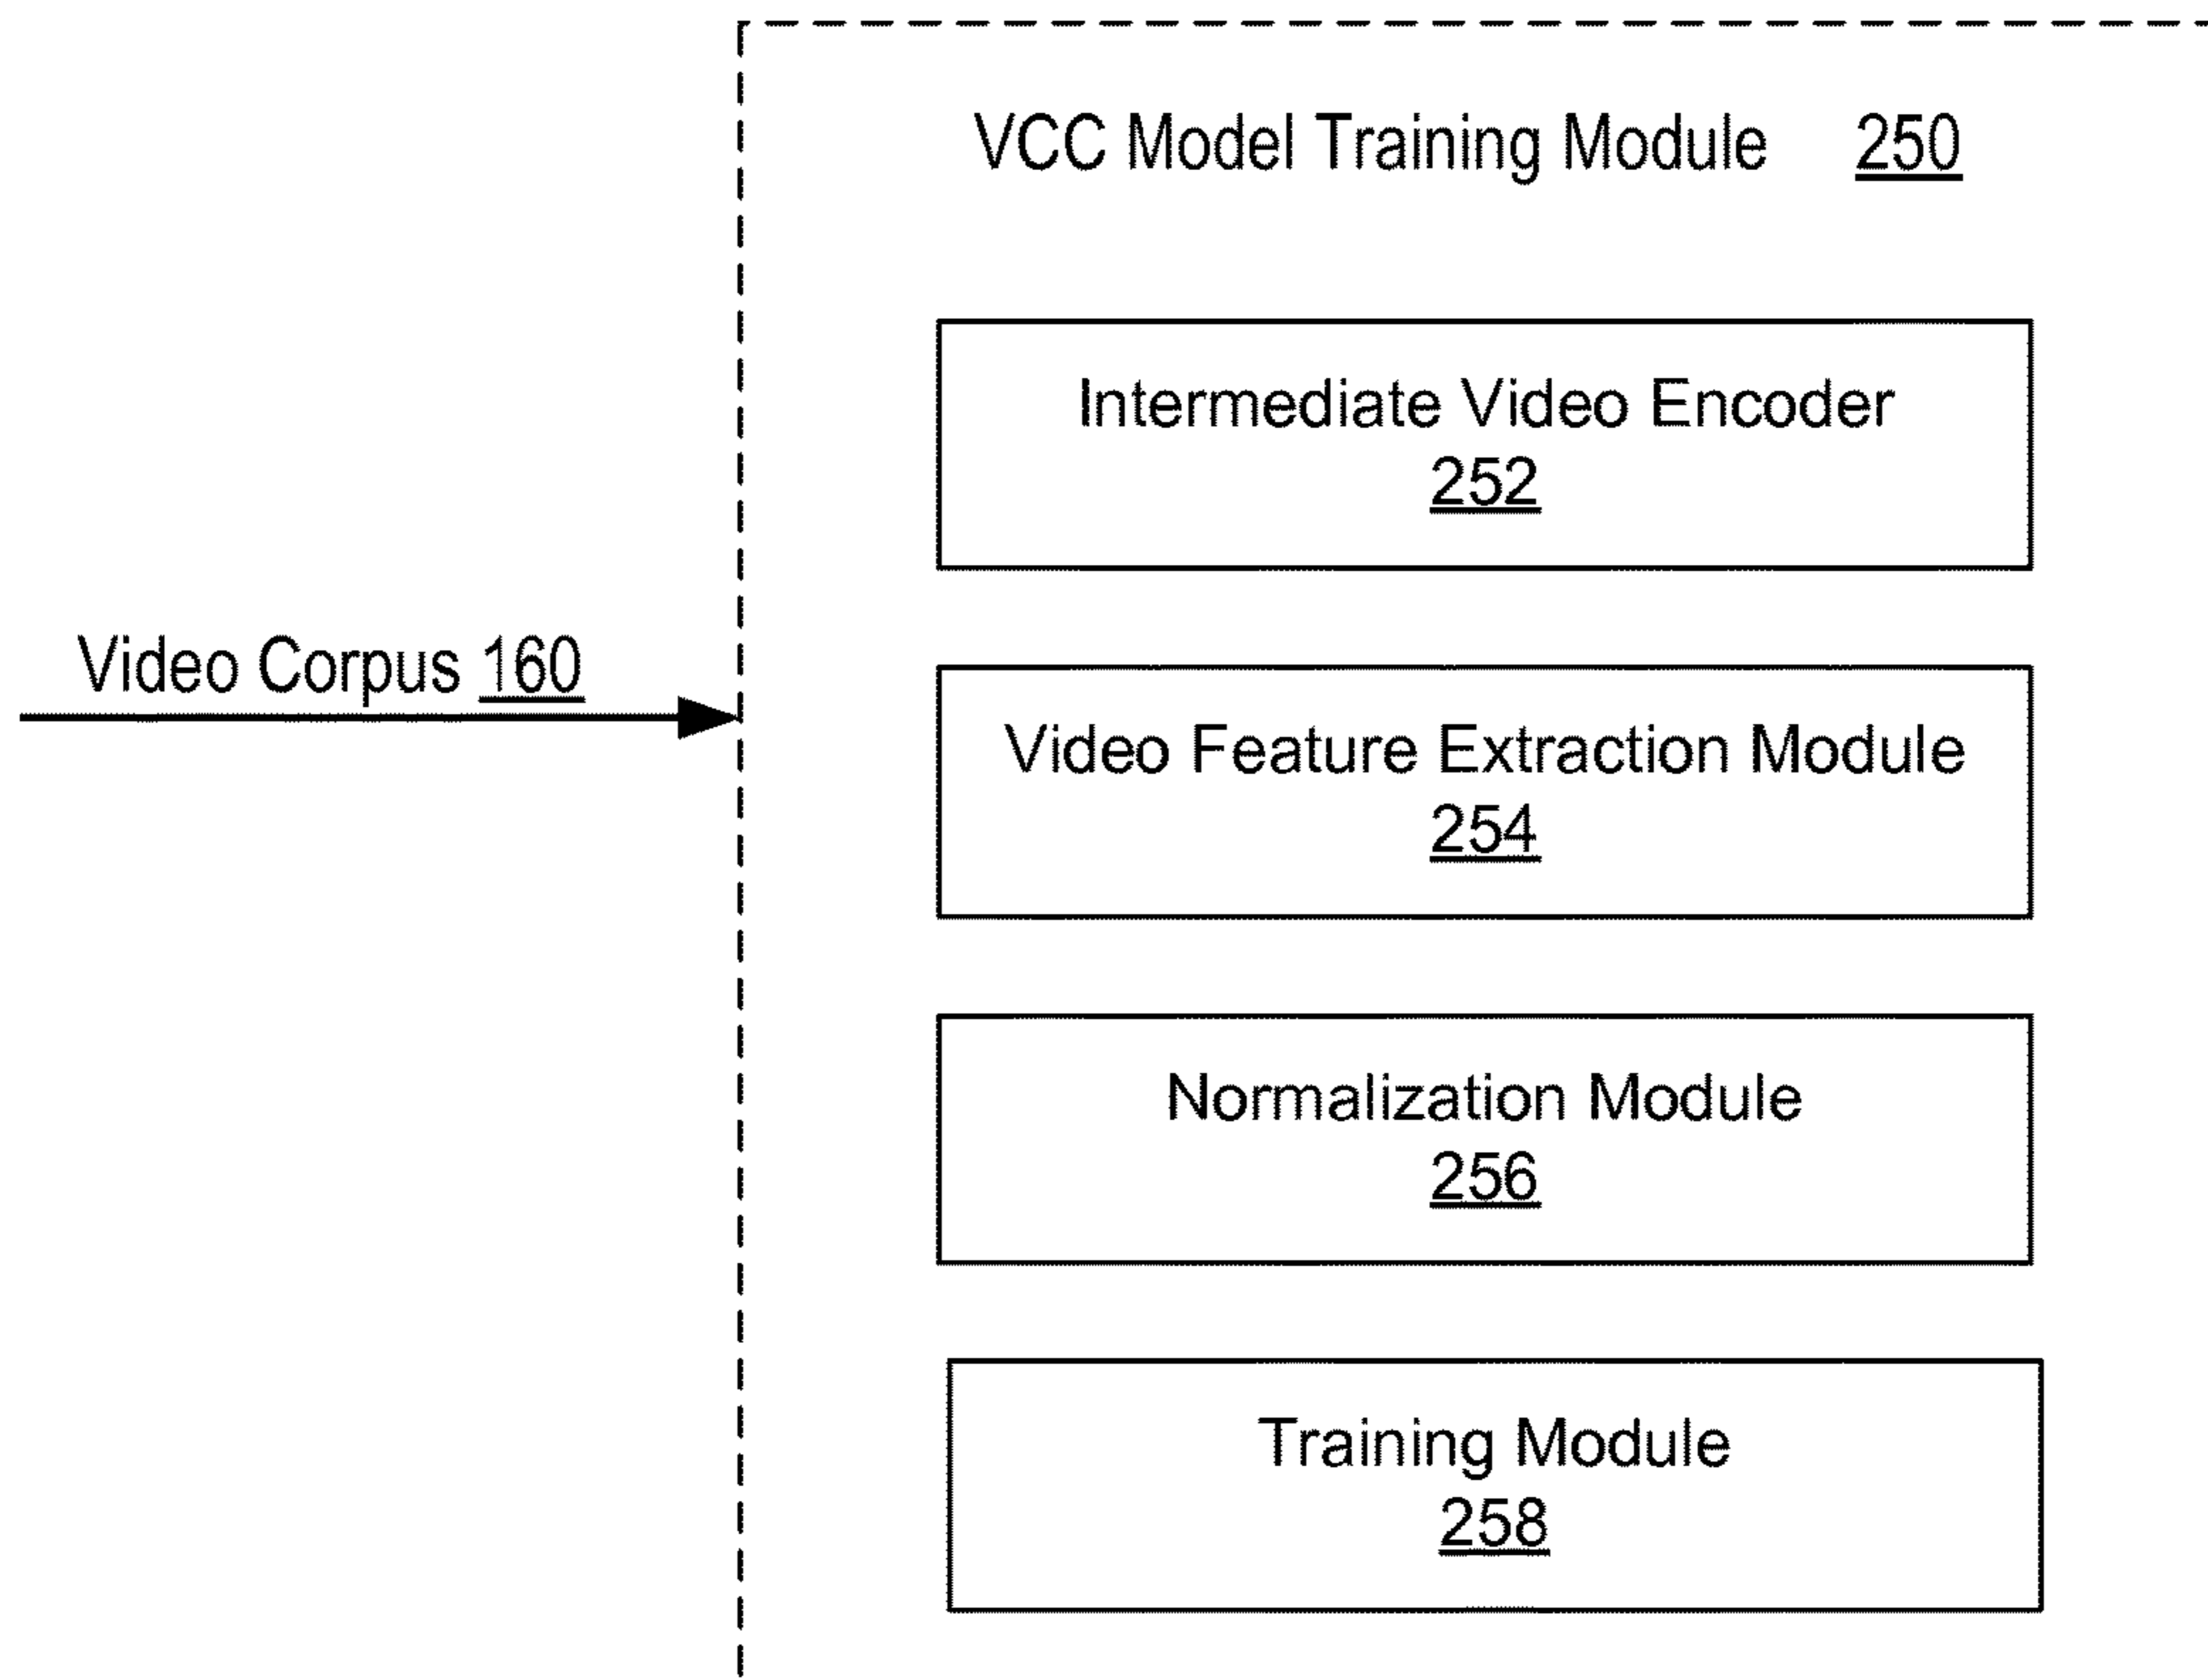 VCC Model Training Module 250
Intermediate Video Encoder
252
Video Corpus 160
Video Feature Extraction Module
254
Normalization Module
256
Training Module
258